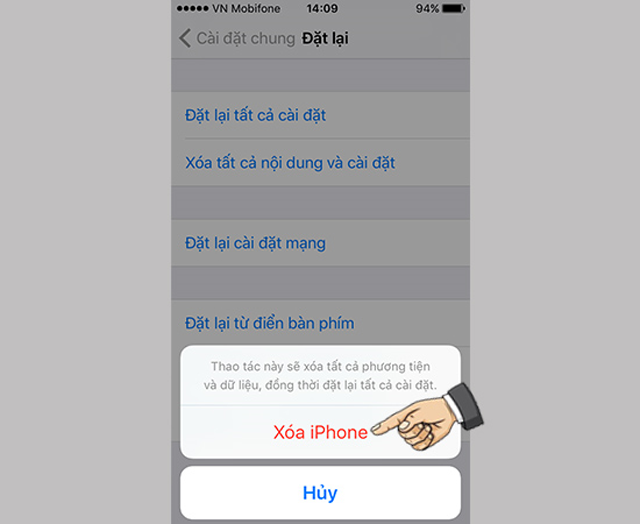 VN Mobifone 14:09 94%
Cài đặt chung Đặt lại
Đặt lại tất cả cài đặt
Xóa tất cả nội dung và cài đặt
Đặt lại cài đặt mạng
Đặt lại từ điển bàn phím
Thao tác này sẽ xóa tất cả phương tiện
và dữ liệu, đồng thời đặt lại tất cả cài đặt.
Xóa iPhone
Hủy